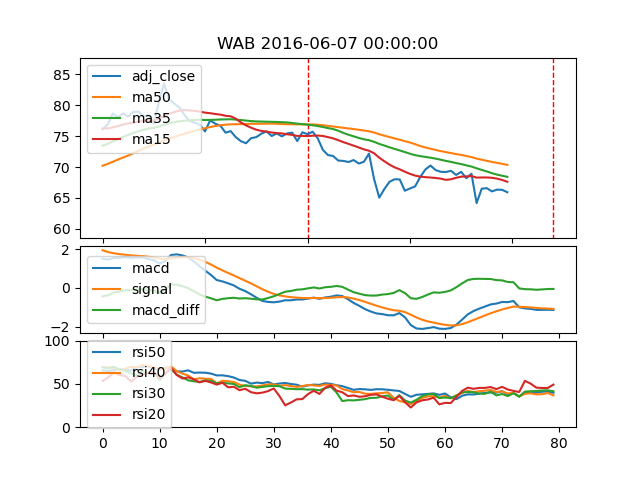 WAB 2016-06-07 00:00:00
85
80
75
70
65
60
adj_close
ma50
ma35
ma15
2
0
−2
macd
signal
macd_diff
100
50
0
rsi50
rsi40
rsi30
rsi20
0 10 20 30 40 50 60 70 80